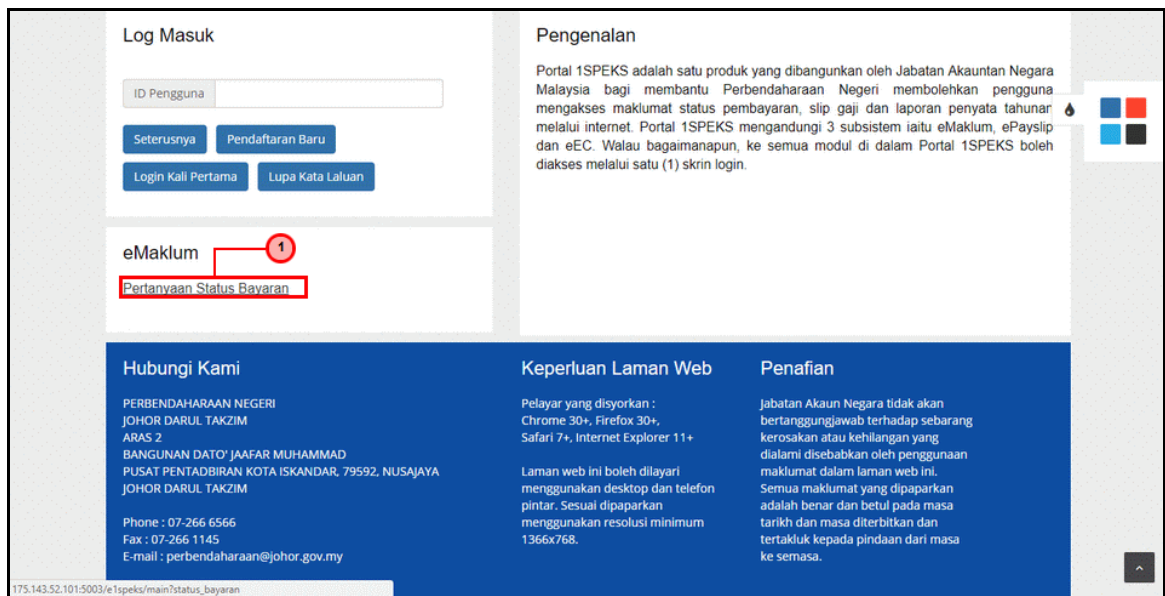 Log Masuk
ID Pengguna
Seterusnya
Pendaftaran Baru
Login Kali Pertama
Lupa Kata Laluan
Pengenalan
Portal 1SPEKS adalah satu produk yang dibangunkan oleh Jabatan Akauntan Negara
Malaysia bagi membantu Perbendaharaan Negeri membolehkan pengguna
mengakses maklumat status pembayaran, slip gaji dan laporan penyata tahunan
melalui internet. Portal 1SPEKS mengandungi 3 subsistem iaitu eMaklum, ePayslip
dan eEC. Walau bagaimanapun, ke semua modul di dalam Portal 1SPEKS boleh
diakses melalui satu (1) skrin login.
eMaklum
1
Pertanyaan Status Bayaran
Hubungi Kami
PERBENDAHARAAN NEGERI
JOHOR DARUL TAKZIM
ARAS 2
BANGUNAN DATO' JAAFAR MUHAMMAD
PUSAT PENTADBIRAN KOTA ISKANDAR, 79592, NUSAJAYA
JOHOR DARUL TAKZIM
Phone : 07-266 6566
Fax : 07-266 1145
E-mail : perbendaharaan@johor.gov.my
Keperluan Laman Web
Pelayar yang disyorkan :
Chrome 30+, Firefox 30+,
Safari 7+, Internet Explorer 11+
Laman web ini boleh dilayari
menggunakan desktop dan telefon
pintar. Sesuai dipaparkan
menggunakan resolusi minimum
1366x768.
Penafian
Jabatan Akaun Negara tidak akan
bertanggungjawab terhadap sebarang
kerosakan atau kehilangan yang
dialami disebabkan oleh penggunaan
maklumat dalam laman web ini.
Semua maklumat yang dipaparkan
adalah benar dan betul pada masa
tarikh dan masa diterbitkan dan
tertakluk kepada pindaan dari masa
ke semasa.
175.143.52.101:5003/e1speks/main?status_bayaran